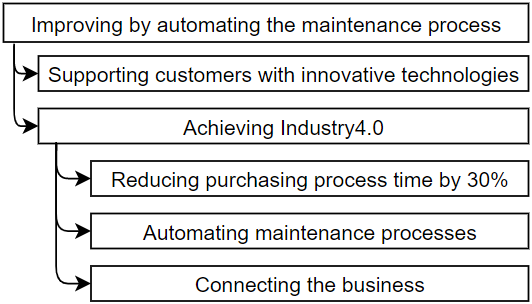 Improving by automating the maintenance process
Supporting customers with innovative technologies
Achieving Industry4.0
Reducing purchasing process time by 30%
Automating maintenance processes
Connecting the business